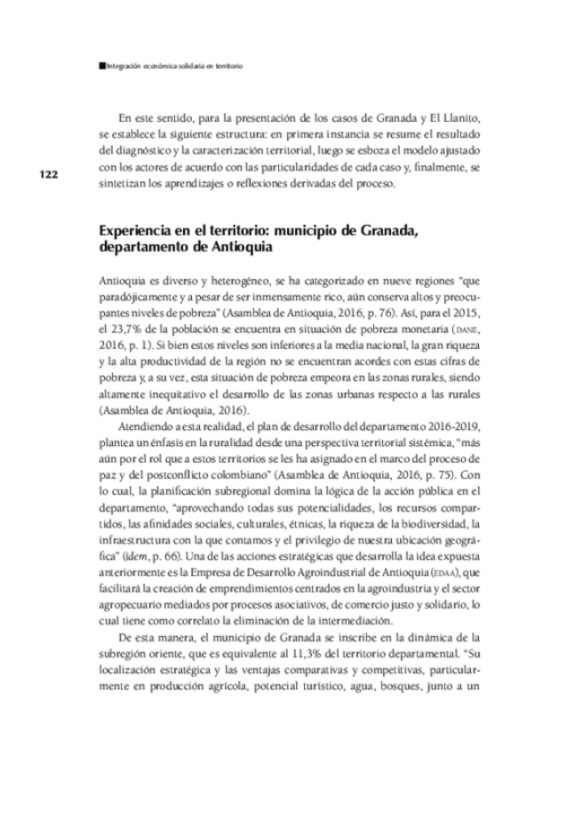 Integración económica solidaria en territorio
En este sentido, para la presentación de los casos de Granada y El Llanito,
se establece la siguiente estructura: en primera instancia se resume el resultado
del diagnóstico y la caracterización territorial, luego se esboza el modelo ajustado
con los actores de acuerdo con las particularidades de cada caso y, finalmente, se
122
sintetizan los aprendizajes o reflexiones derivadas del proceso.
Experiencia en el territorio: municipio de Granada,
departamento de Antioquia
Antioquia es diverso y heterogéneo, se ha categorizado en nueve regiones “que
paradójicamente y a pesar de ser inmensamente rico, aún conserva altos y preocu-
pantes niveles de pobreza” (Asamblea de Antioquia, 2016, p. 76). Así, para el 2015,
el 23,7% de la población se encuentra en situación de pobreza monetaria (DANE,
2016, p. 1). Si bien estos niveles son inferiores a la media nacional, la gran riqueza
y la alta productividad de la región no se encuentran acordes con estas cifras de
pobreza y, a su vez, esta situación de pobreza empeora en las zonas rurales, siendo
altamente inequitativo el desarrollo de las zonas urbanas respecto a las rurales
(Asamblea de Antioquia, 2016).
Atendiendo a esta realidad, el plan de desarrollo del departamento 2016-2019,
plantea un énfasis en la ruralidad desde una perspectiva territorial sistémica, “más
aún por el rol que a estos territorios se les ha asignado en el marco del proceso de
paz y del postconflicto colombiano” (Asamblea de Antioquia, 2016, p. 75). Con
lo cual, la planificación subregional domina la lógica de la acción pública en el
departamento, “aprovechando todas sus potencialidades, los recursos compar-
tidos, las afinidades sociales, culturales, étnicas, la riqueza de la biodiversidad, la
infraestructura con la que contamos y el privilegio de nuestra ubicación geográ-
fica” (ídem, p. 66). Una de las acciones estratégicas que desarrolla la idea expuesta
anteriormente es la Empresa de Desarrollo Agroindustrial de Antioquia (EDAA), que
facilitará la creación de emprendimientos centrados en la agroindustria y el sector
agropecuario mediados por procesos asociativos, de comercio justo y solidario, lo
cual tiene como correlato la eliminación de la intermediación.
De esta manera, el municipio de Granada se inscribe en la dinámica de la
subregión oriente, que es equivalente al 11,3% del territorio departamental. “Su
localización estratégica y las ventajas comparativas y competitivas, particular-
mente en producción agrícola, potencial turístico, agua, bosques, junto a un